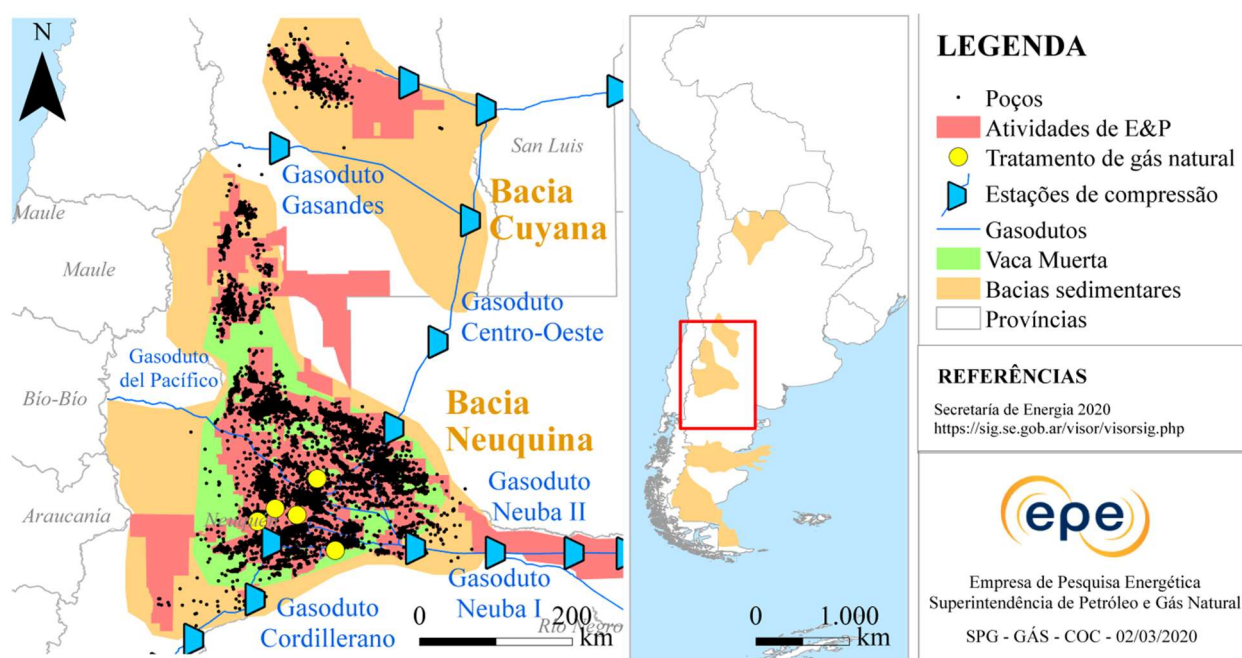 N
San Luis
Gasoduto
Gasandes
Bacia
Cuyana
Maule
Maule
Gasoduto
Centro-Oeste
Gasoduto
del Pacífico
Bío-Bío
Bacia
Neuquina
Gasoduto
Neuba II
Araucanía
Neuquén
Gasoduto
Neuba I
Gasoduto
Cordillerano
Río Negro
0 200
km
0 1.000
km
LEGENDA
Poços
Atividades de E&P
Tratamento de gás natural
Estações de compressão
Gasodutos
Vaca Muerta
Bacias sedimentares
Províncias
REFERÊNCIAS
Secretaría de Energia 2020
https://sig.se.gob.ar/visor/visorsig.php
epe
Empresa de Pesquisa Energética
Superintendência de Petróleo e Gás Natural
SPG - GÁS - COC - 02/03/2020